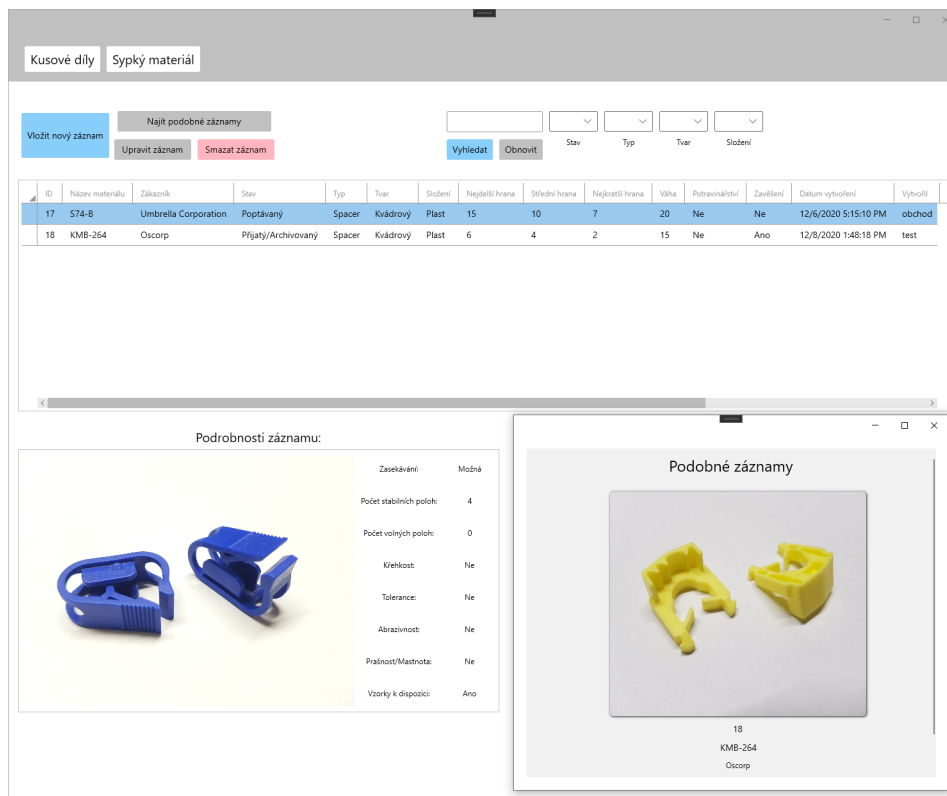 Kusové díly Sypký materiál
Vložit nový záznam
Najít podobné záznamy
Upravit záznam Smazat záznam
Vyhledat Obnovit
Stav Typ Tvar Složení
ID Název materiálu Zákazník Stav Typ Tvar Složení Nejdelší hrana Střední hrana Nejkratší hrana Váha Potravinářství Zavěšení Datum vytvoření Vytvořil
17 S74-B Umbrella Corporation Poptávaný Spacer Kvádrový Plast 15 10 7 20 Ne Ne 12/6/2020 5:15:10 PM obchod
18 KMB-264 Oscorp Přijatý/Archivovaný Spacer Kvádrový Plast 6 4 2 15 Ne Ano 12/8/2020 1:48:18 PM test
Podrobnosti záznamu:
Zasekávání: Možná
Počet stabilních poloh: 4
Počet volných poloh: 0
Křehkost: Ne
Tolerance: Ne
Abrazivnost: Ne
Prašnost/Mastnota: Ne
Vzorky k dispozici: Ano
Podobné záznamy
18
KMB-264
Oscorp